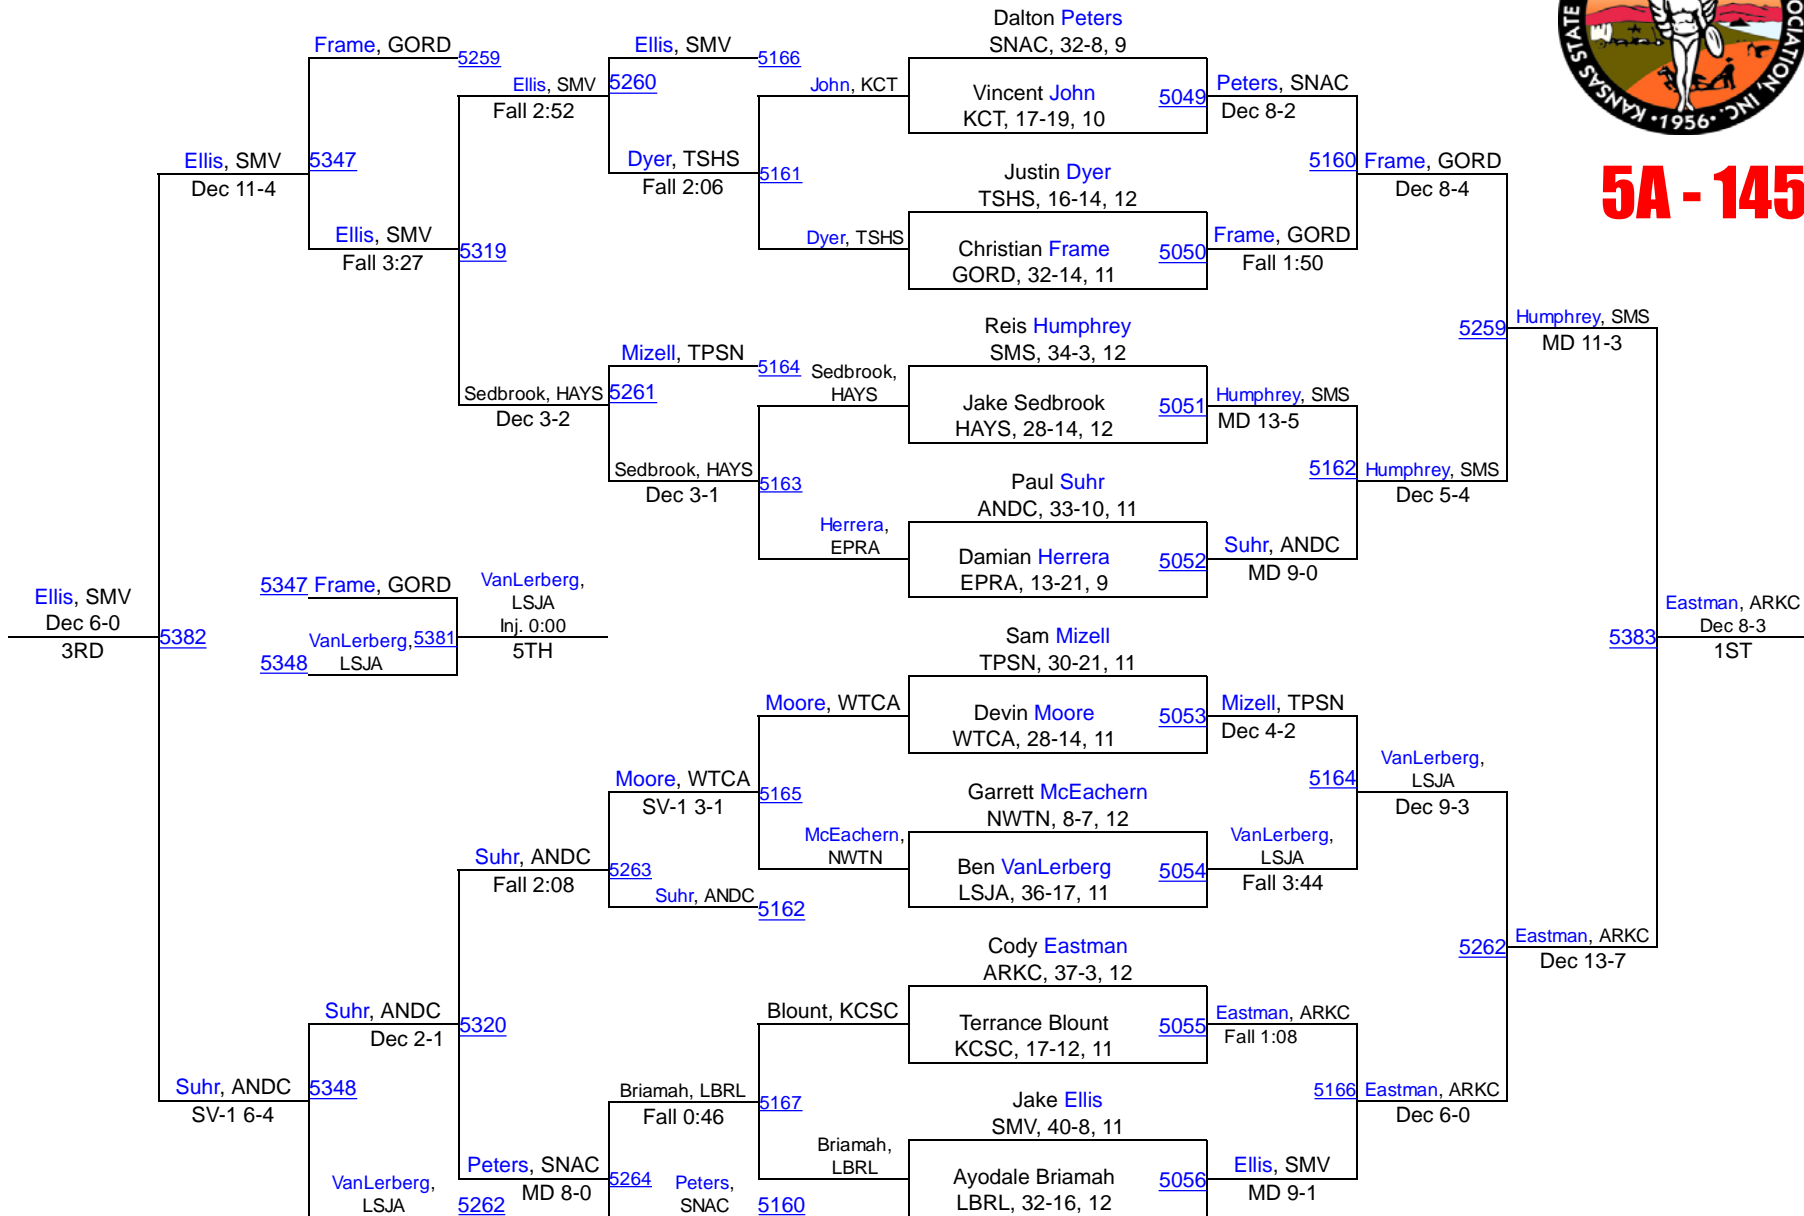 Dalton Peters
SNAC, 32-8, 9
Frame, GORD
5259
Ellis, SMV
5166
Ellis, SMV
5260
Fall 2:52
John, KCT
Vincent John
KCT, 17-19, 10
5049
Peters, SNAC
Dec 8-2
KANSAS STATE
OCIATION, INC.
•1956•
5A - 145
Ellis, SMV
Dec 11-4
5347
Dyer, TSHS
Fall 2:06
5161
Justin Dyer
TSHS, 16-14, 12
5160
Frame, GORD
Dec 8-4
Ellis, SMV
Fall 3:27
5319
Dyer, TSHS
Christian Frame
GORD, 32-14, 11
5050
Frame, GORD
Fall 1:50
Reis Humphrey
SMS, 34-3, 12
5259
Humphrey, SMS
MD 11-3
Mizell, TPSN
5164
Sedbrook, HAYS
Dec 3-2
5261
Sedbrook,
HAYS
Jake Sedbrook
HAYS, 28-14, 12
5051
Humphrey, SMS
MD 13-5
Sedbrook, HAYS
Dec 3-1
5163
Paul Suhr
ANDC, 33-10, 11
5162
Humphrey, SMS
Dec 5-4
Herrera,
EPRA
Damian Herrera
EPRA, 13-21, 9
5052
Suhr, ANDC
MD 9-0
Ellis, SMV
Dec 6-0
3RD
5382
5347
Frame, GORD
5348
VanLerberg,
LSJA
5381
VanLerberg,
LSJA
Inj. 0:00
5TH
Sam Mizell
TPSN, 30-21, 11
5383
Eastman, ARKC
Dec 8-3
1ST
Moore, WTCA
Devin Moore
WTCA, 28-14, 11
5053
Mizell, TPSN
Dec 4-2
Moore, WTCA
SV-1 3-1
5165
Garrett McEachern
NWTN, 8-7, 12
5164
VanLerberg,
LSJA
Dec 9-3
Suhr, ANDC
Fall 2:08
5263
McEachern,
NWTN
Ben VanLerberg
LSJA, 36-17, 11
5054
VanLerberg,
LSJA
Fall 3:44
Suhr, ANDC
5162
Cody Eastman
ARKC, 37-3, 12
5262
Eastman, ARKC
Dec 13-7
Suhr, ANDC
Dec 2-1
5320
Blount, KCSC
Terrance Blount
KCSC, 17-12, 11
5055
Eastman, ARKC
Fall 1:08
Suhr, ANDC
SV-1 6-4
5348
Briamah, LBRL
Fall 0:46
5167
Jake Ellis
SMV, 40-8, 11
5166
Eastman, ARKC
Dec 6-0
VanLerberg,
LSJA
5262
Peters, SNAC
MD 8-0
5264
Peters,
SNAC
5160
Briamah,
LBRL
Ayodale Briamah
LBRL, 32-16, 12
5056
Ellis, SMV
MD 9-1